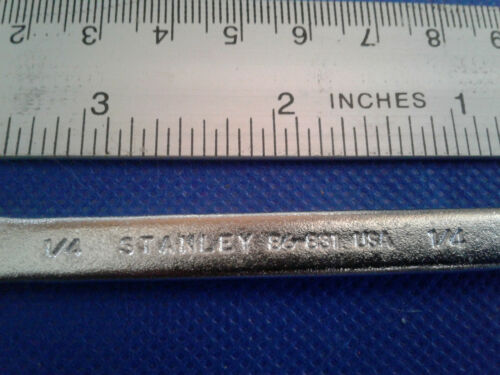 2 3 4 5 6 7 8 9
3 2 INCHES 1
1/4 STANLEY 86-831 USA 1/4